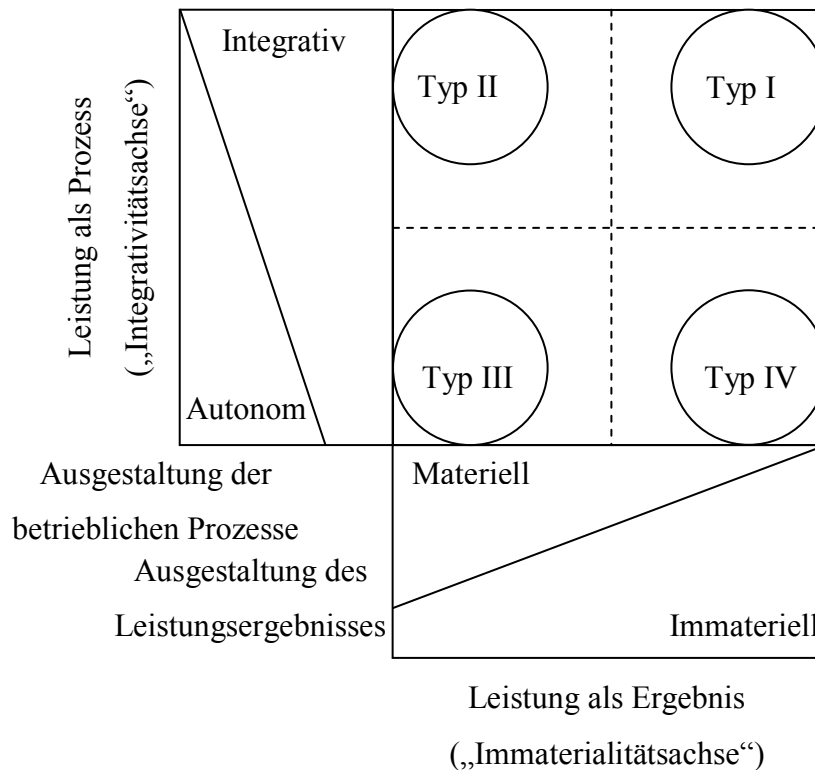 Integrativ
Typ II
Typ I
Leistung als Prozess
(„Integrativitätsachse“)
Typ III
Typ IV
Autonom
Ausgestaltung der
betrieblichen Prozesse
Materiell
Ausgestaltung des
Leistungsergebnisses
Immateriell
Leistung als Ergebnis
(„Immaterialitätsachse“)